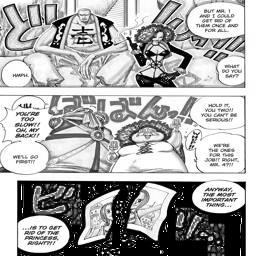 BUT MR. 1
AND I COULD
GET RID OF
THEM ONCE AND
FOR ALL.
HMPH.
WHAT
DO YOU
SAY?
HOLD IT,
YOU TWO!!
YOU CAN'T BE
SERIOUS!!
YOU'RE
TOO
SLOW!!
OH, MY
BACK!!
WE'RE
THE ONES
FOR THIS
JOB!! RIGHT,
MR. 4?!
WE'LL GO
FIRST!!
ANYWAY,
THE MOST
IMPORTANT
THING...
...IS TO GET
RID OF THE
PRINCESS,
RIGHT?!